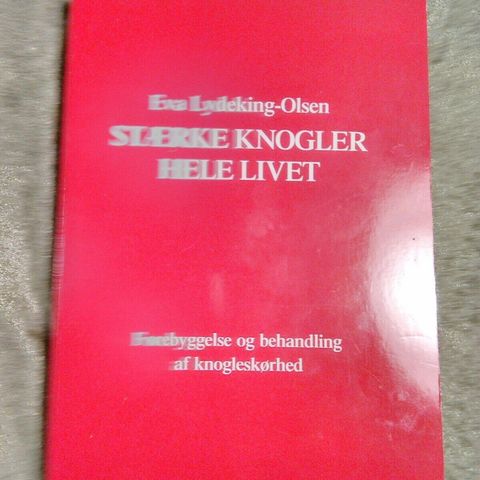 Eva Lydeking-Olsen
STÆRKE KNOGLER
HELE LIVET
Forebyggelse og behandling
af knogleskørhed